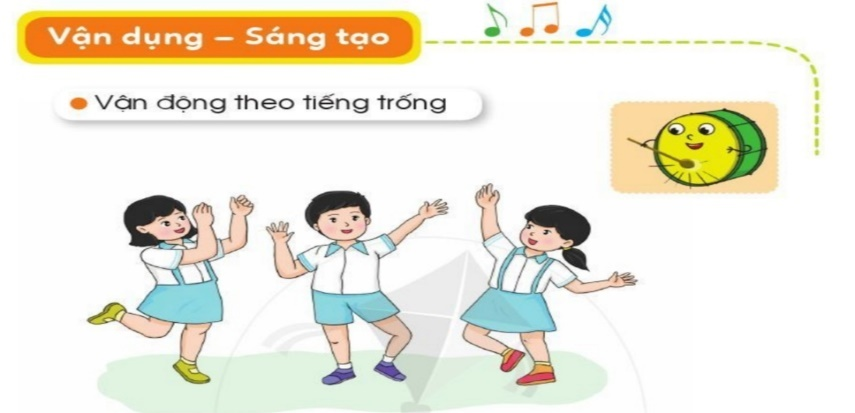 Vận dụng – Sáng tạo
Vận động theo tiếng trống